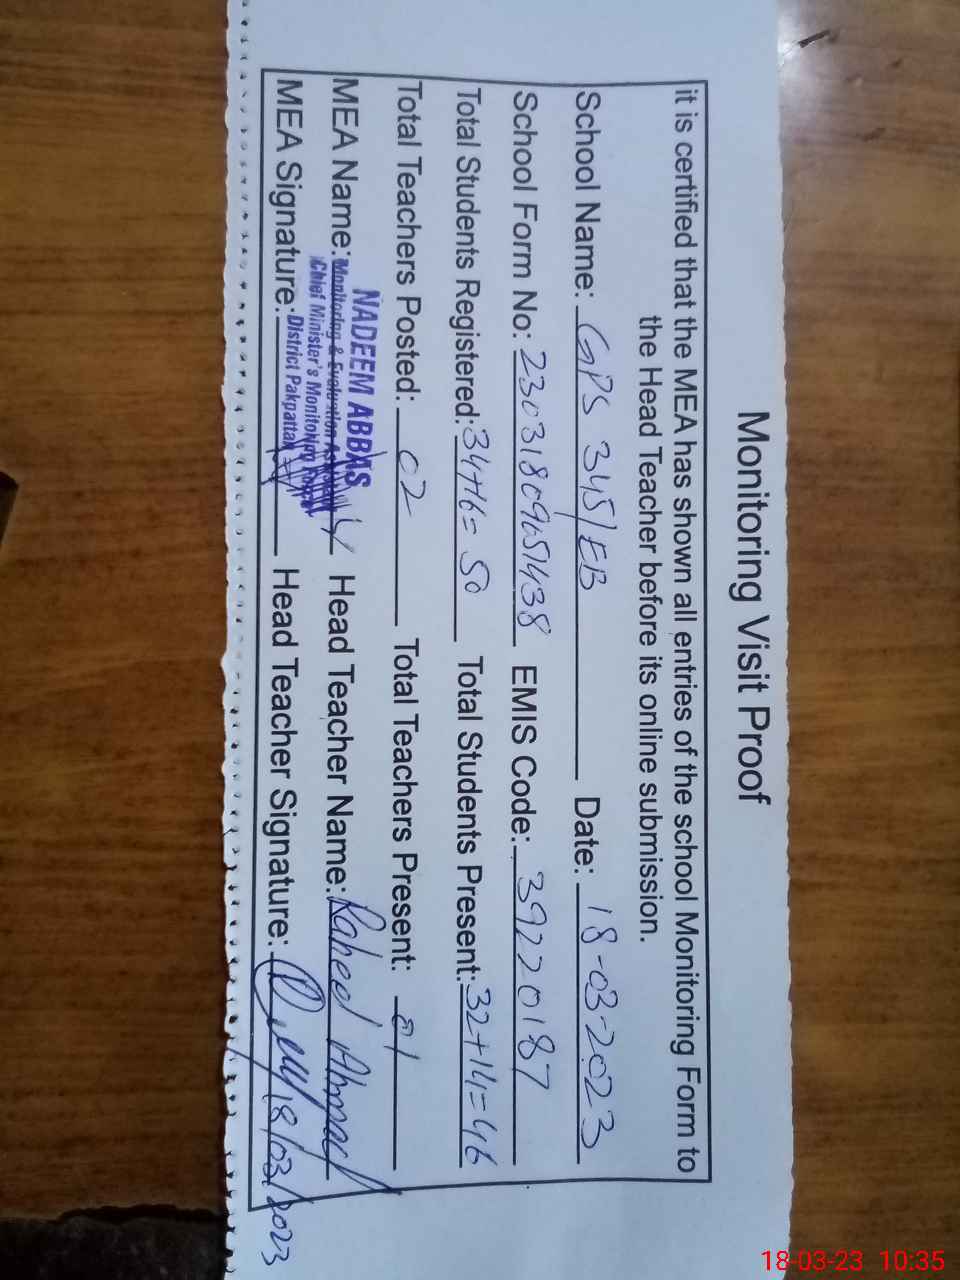 Monitoring Visit Proof
it is certified that the MEA has shown all entries of the school Monitoring Form to
the Head Teacher before its online submission.
School Name: GPS 345/EB Date: 18-03-2023
School Form No: 2303180961438 EMIS Code: 39220187
Total Students Registered: 34+16=50 Total Students Present: 32+14=46
Total Teachers Posted: 02 Total Teachers Present: 01
NADEEM ABBAS
MEA Name: Monitoring & Evaluation Head Teacher Name: Raheel Ahmad
Chief Minister's Monitoring Force
MEA Signature: District Pakpattan Head Teacher Signature: 18/03/2023
18-03-23 10:35